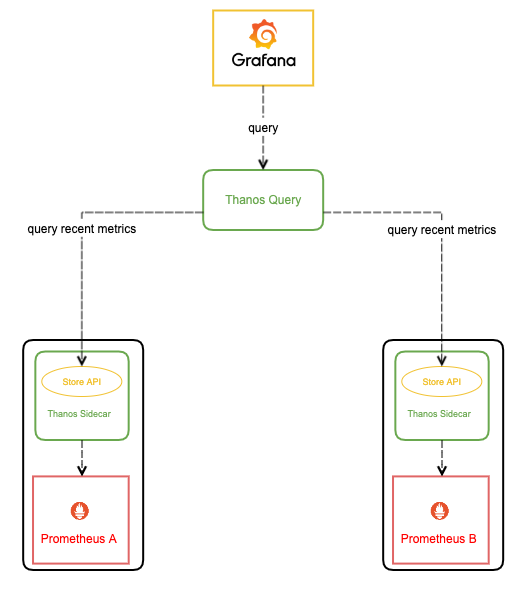 Grafana
query
Thanos Query
query recent metrics
query recent metrics
Store API
Thanos Sidecar
Prometheus A
Store API
Thanos Sidecar
Prometheus B